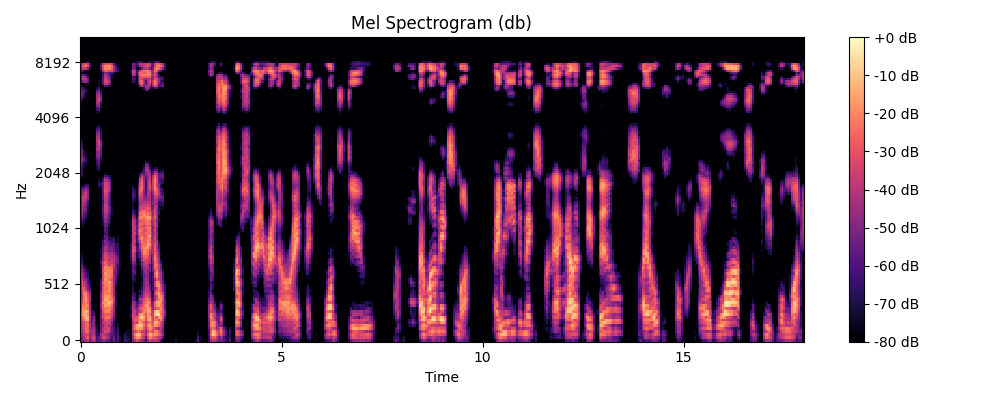 Mel Spectrogram (db)
8192
4096
2048
1024
512
0
Hz
0 5 10 15
Time
+0 dB
-10 dB
-20 dB
-30 dB
-40 dB
-50 dB
-60 dB
-70 dB
-80 dB